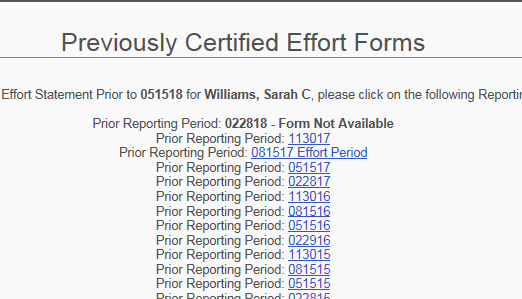 Previously Certified Effort Forms
Effort Statement Prior to 051518 for Williams, Sarah C, please click on the following
Prior Reporting Period: 022818 - Form Not Available
Prior Reporting Period: 113017
Prior Reporting Period: 081517 Effort Period
Prior Reporting Period: 051517
Prior Reporting Period: 022817
Prior Reporting Period: 113016
Prior Reporting Period: 081516
Prior Reporting Period: 051516
Prior Reporting Period: 022916
Prior Reporting Period: 113015
Prior Reporting Period: 081515
Prior Reporting Period: 051515
Prior Reporting Period: 022815